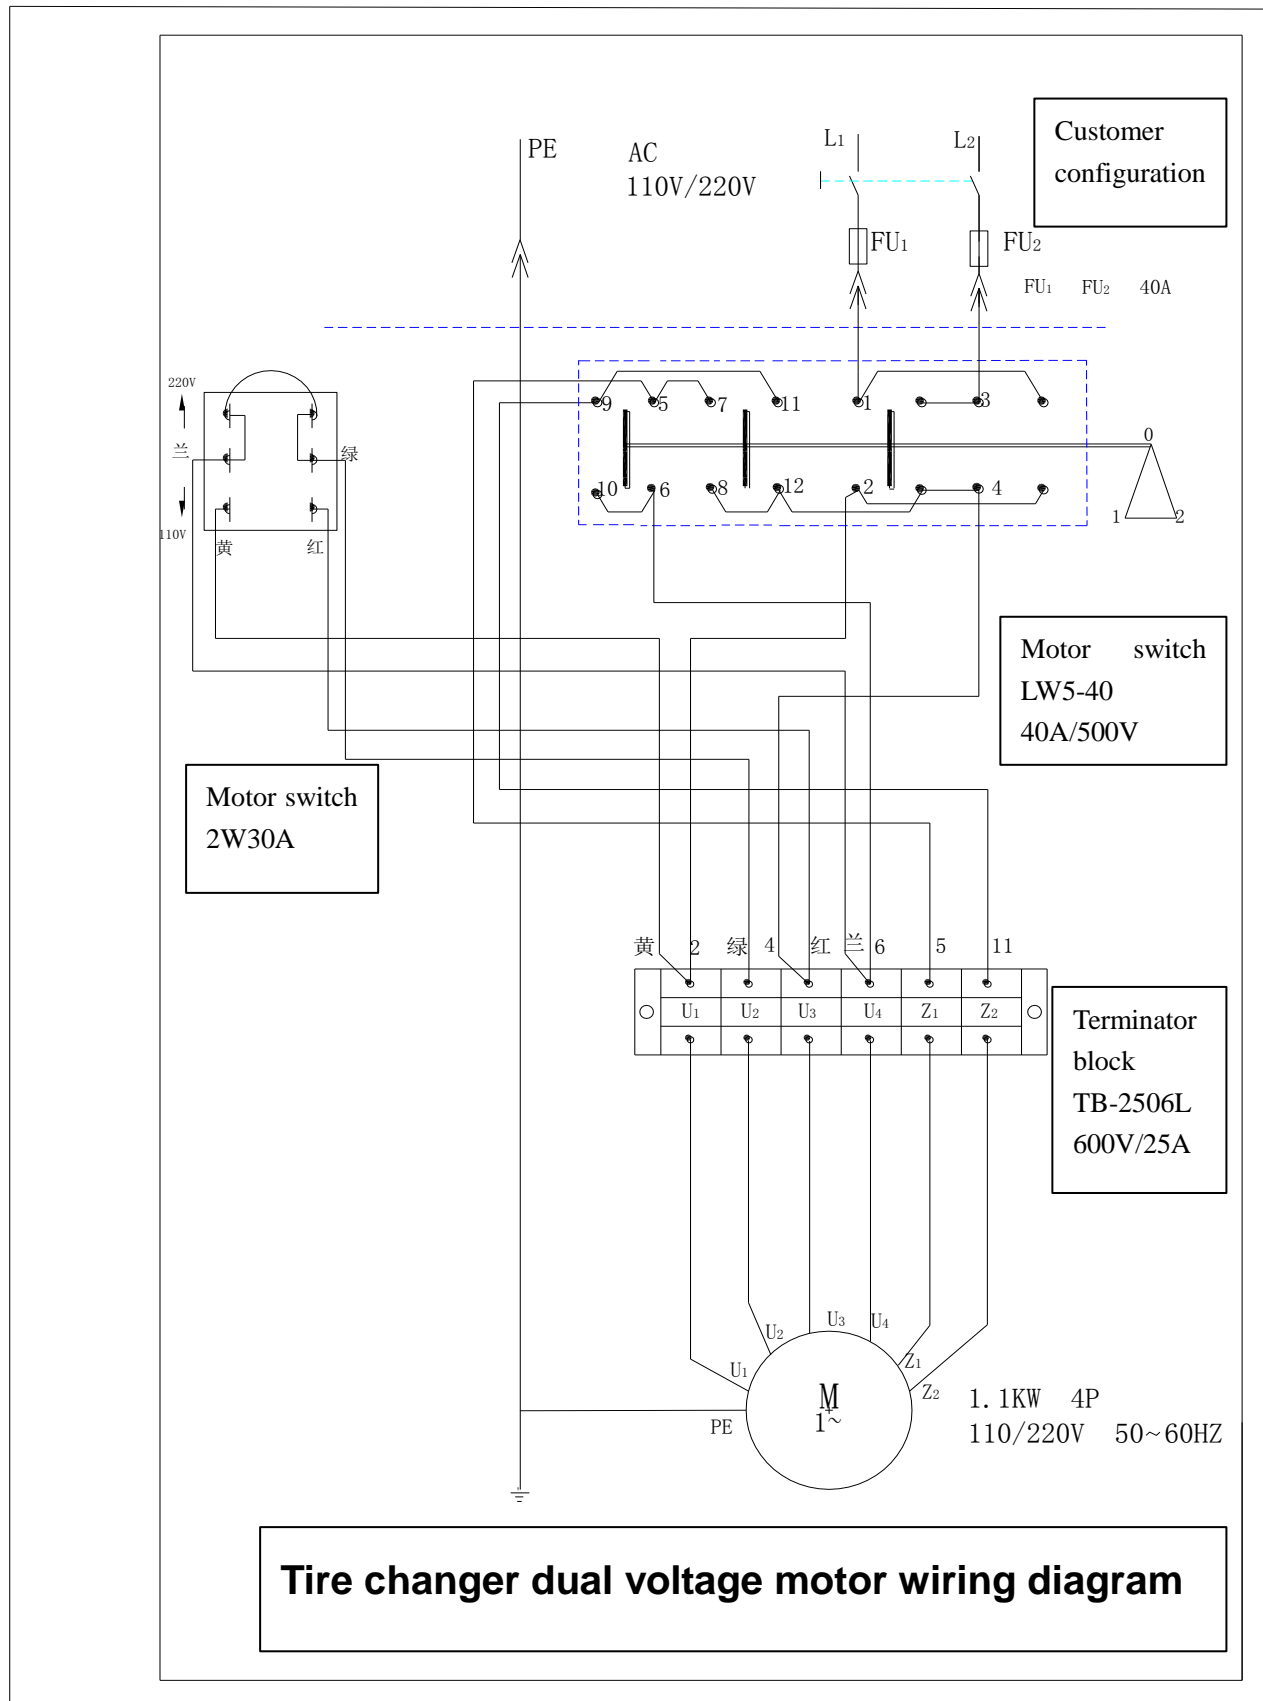 Customer
configuration
PE
AC
110V/220V
L1
L2
FU1
FU2
FU1 FU2 40A
220V
兰
绿
110V
黄
红
9
5
7
11
1
3
10
6
8
12
2
4
0
1
2
Motor switch
LW5-40
40A/500V
Motor switch
2W30A
黄
2
绿
4
红
兰
6
5
11
U1
U2
U3
U4
Z1
Z2
Terminator
block
TB-2506L
600V/25A
U1
U2
U3
U4
Z1
Z2
PE
M
1~
1.1KW 4P
110/220V 50~60HZ
Tire changer dual voltage motor wiring diagram